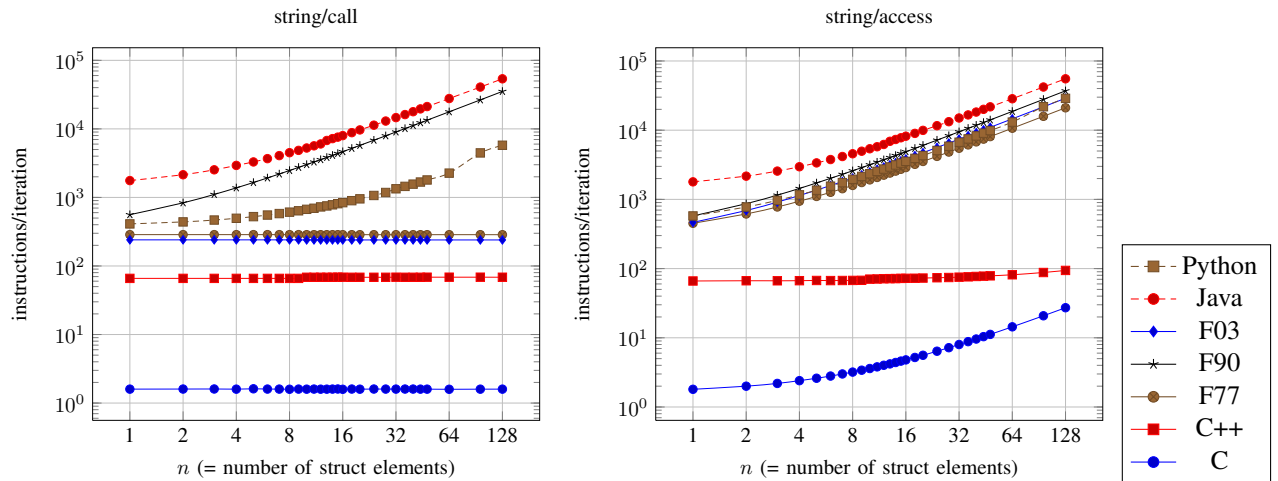 string/call
instructions/iteration
10^5
10^4
10^3
10^2
10^1
10^0
1 2 4 8 16 32 64 128
n (= number of struct elements)
string/access
instructions/iteration
10^5
10^4
10^3
10^2
10^1
10^0
1 2 4 8 16 32 64 128
n (= number of struct elements)
Python
Java
F03
F90
F77
C++
C